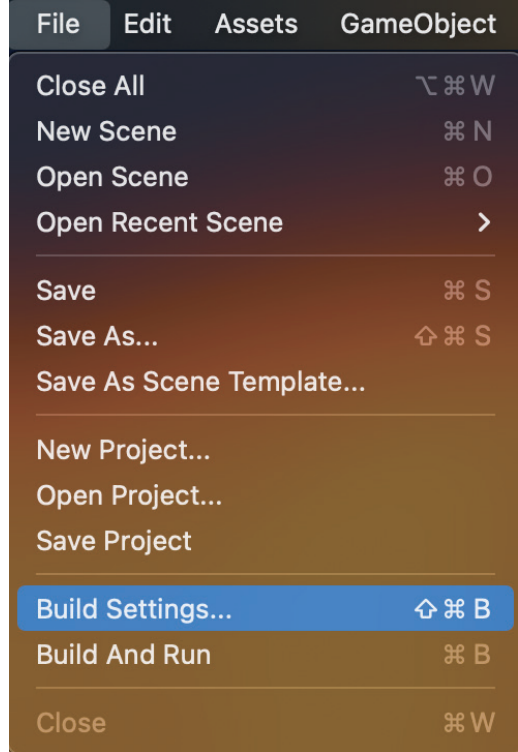 File Edit Assets GameObject
Close All ⌥⌘W
New Scene ⌘N
Open Scene ⌘O
Open Recent Scene >
Save ⌘S
Save As... ⇧⌘S
Save As Scene Template...
New Project...
Open Project...
Save Project
Build Settings... ⇧⌘B
Build And Run ⌘B
Close ⌘W